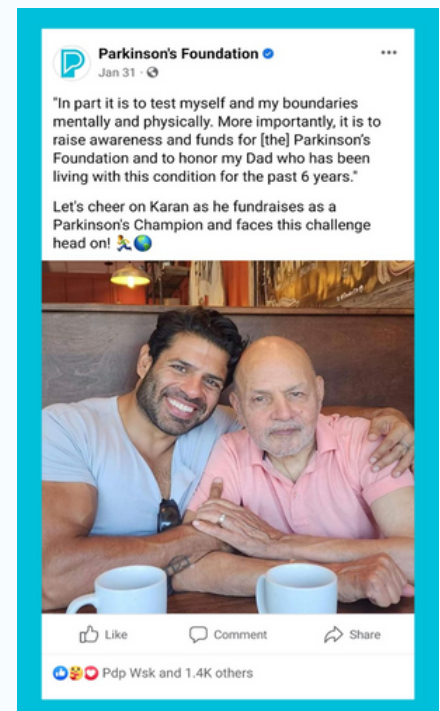 Parkinson's Foundation
Jan 31 ·
"In part it is to test myself and my boundaries
mentally and physically. More importantly, it is to
raise awareness and funds for [the] Parkinson's
Foundation and to honor my Dad who has been
living with this condition for the past 6 years."
Let's cheer on Karan as he fundraises as a
Parkinson's Champion and faces this challenge
head on! 🏃‍♂️🌎
Like
Comment
Share
Pdp Wsk and 1.4K others